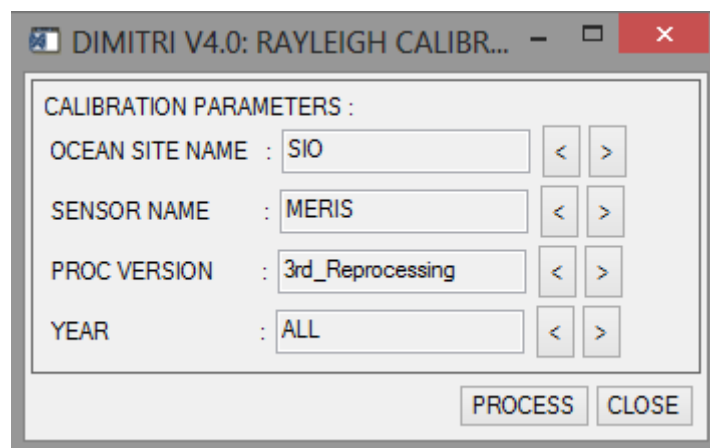 DIMITRI V4.0: RAYLEIGH CALIBR...
CALIBRATION PARAMETERS :
OCEAN SITE NAME : SIO < >
SENSOR NAME : MERIS < >
PROC VERSION : 3rd_Reprocessing < >
YEAR : ALL < >
PROCESS CLOSE